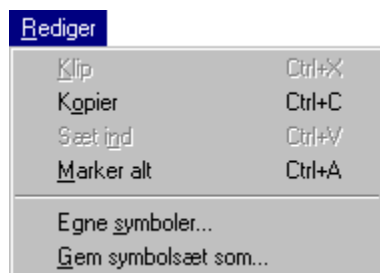 Rediger
Klip Ctrl+X
Kopier Ctrl+C
Sæt ind Ctrl+V
Marker alt Ctrl+A
Egne symboler...
Gem symbolsæt som...